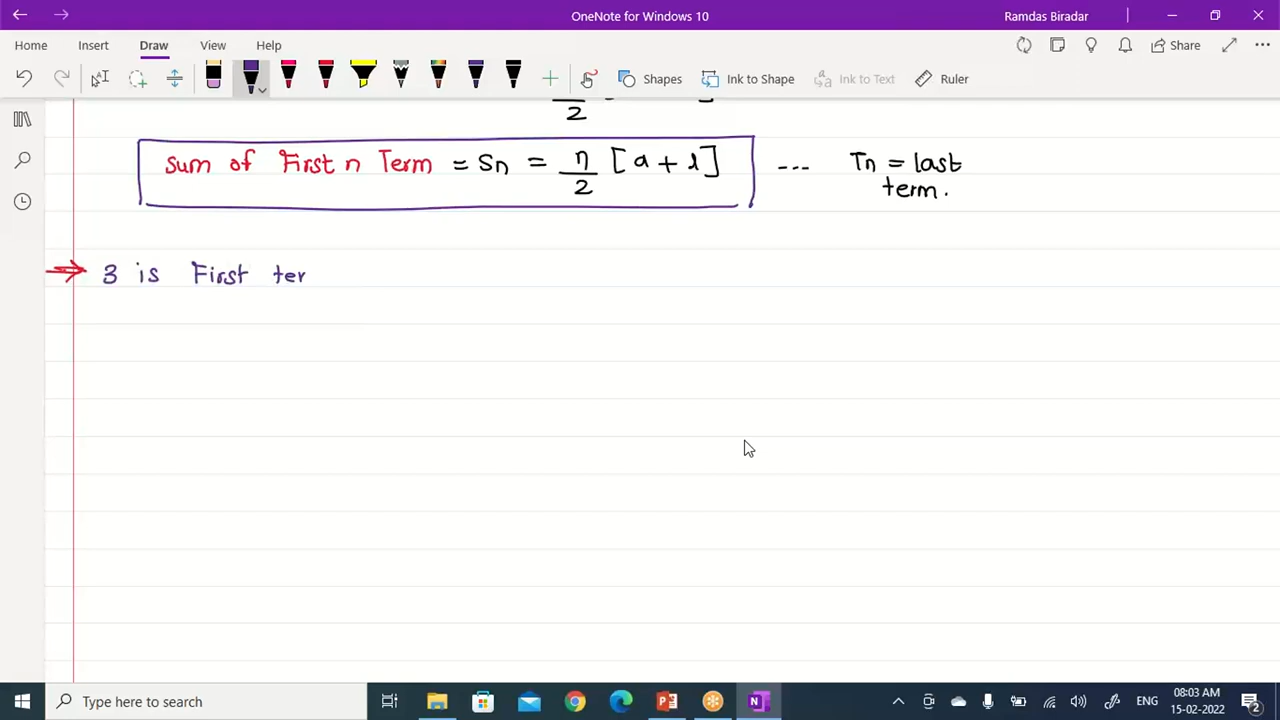 OneNote for Windows 10
Ramdas Biradar
Home Insert Draw View Help
Share
Shapes Ink to Shape Ink to Text Ruler
2
Sum of First n Term = Sn = n/2 [a + l] --- Tn = last
term.
→ 3 is First ter
Type here to search
ENG
08:03 AM
15-02-2022
2